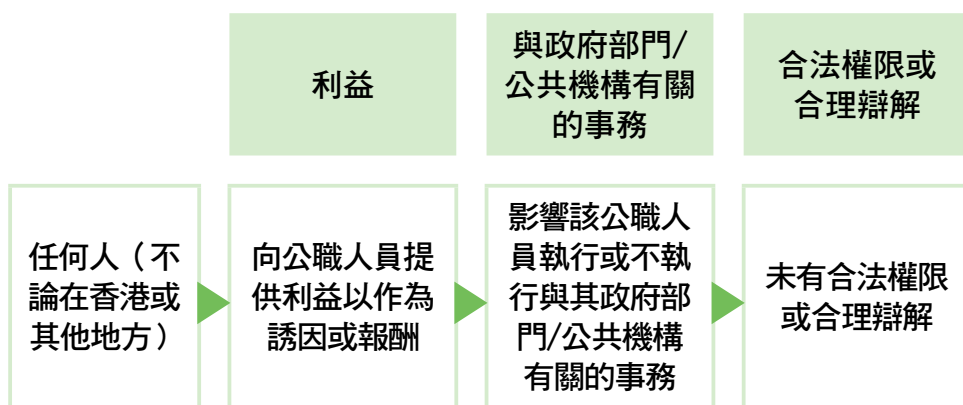 利益
與政府部門/
公共機構有關
的事務
合法權限或
合理辯解
任何人（不
論在香港或
其他地方）
向公職人員提
供利益以作為
誘因或報酬
影響該公職人
員執行或不執
行與其政府部
門/公共機構
有關的事務
未有合法權限
或合理辯解